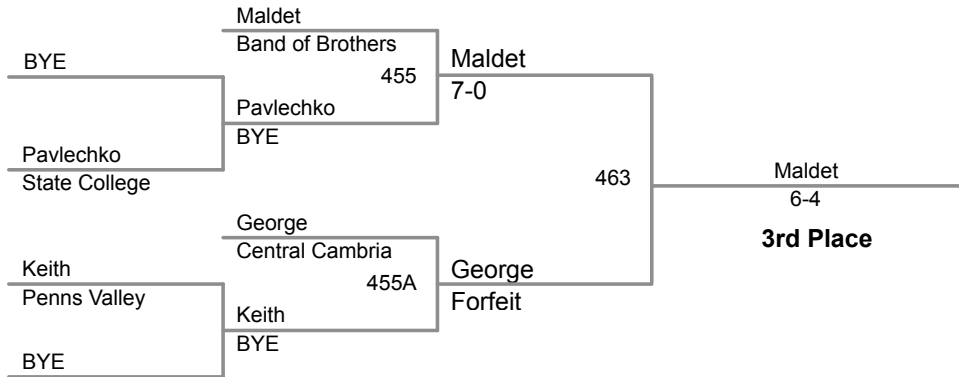 BYE
Pavlechko
State College
Keith
Penns Valley
BYE
Maldet
Band of Brothers
455
Pavlechko
BYE
George
Central Cambria
455A
Keith
BYE
Maldet
7-0
463
George
Forfeit
Maldet
6-4
3rd Place